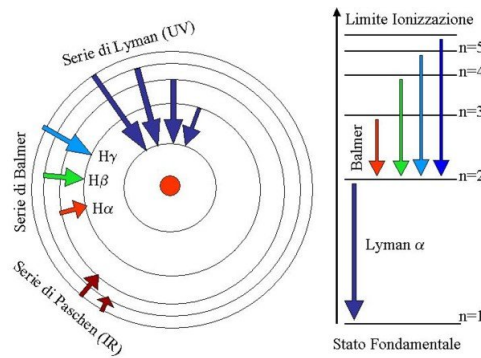 Serie di Lyman (UV)
Serie di Balmer
Hγ
Hβ
Hα
Serie di Paschen (IR)
Limite Ionizzazione
n=5
n=4
n=3
Balmer
n=2
Lyman α
n=1
Stato Fondamentale